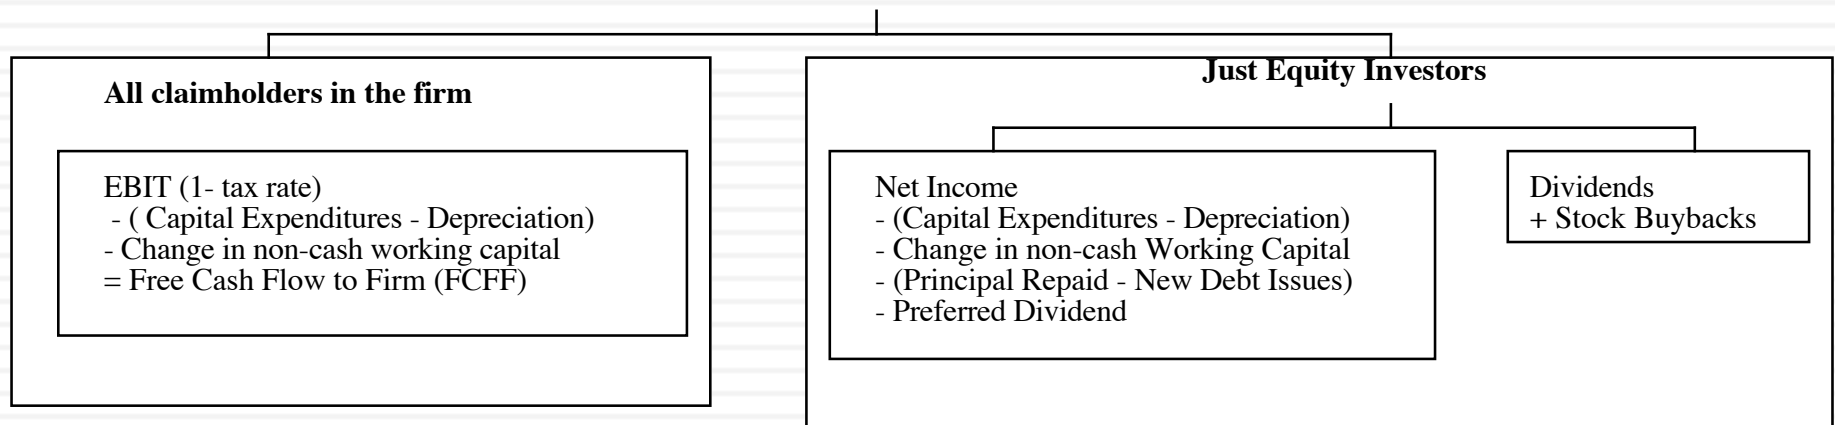 All claimholders in the firm
EBIT (1- tax rate)
- ( Capital Expenditures - Depreciation)
- Change in non-cash working capital
= Free Cash Flow to Firm (FCFF)
Just Equity Investors
Net Income
- (Capital Expenditures - Depreciation)
- Change in non-cash Working Capital
- (Principal Repaid - New Debt Issues)
- Preferred Dividend
Dividends
+ Stock Buybacks